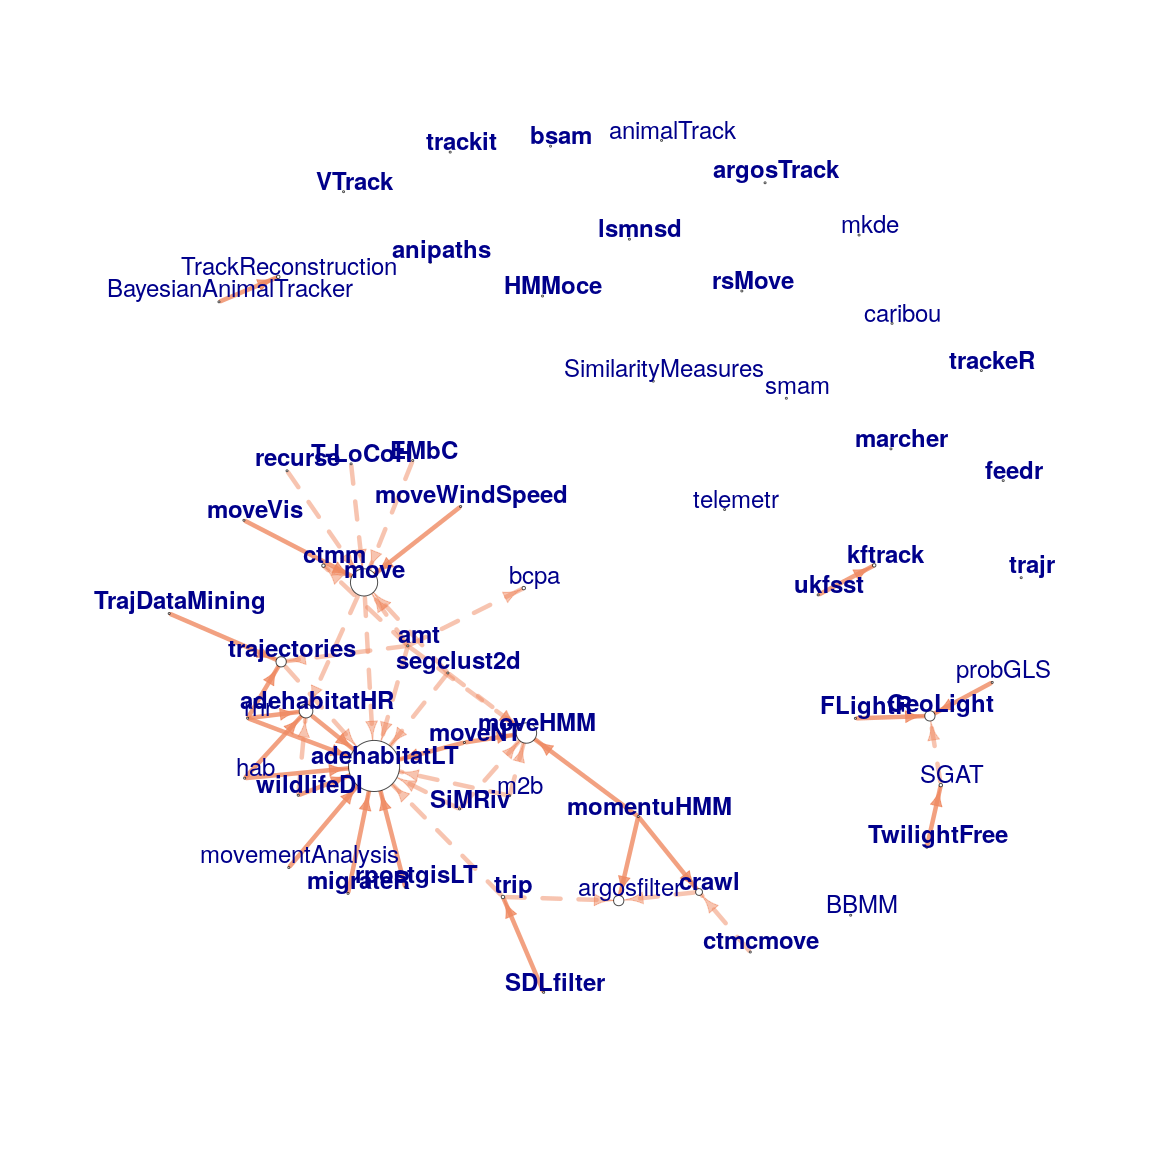 bsam
animalTrack
trackit
argosTrack
VTrack
mkde
lsmnsd
anipaths
TrackReconstruction
rsMove
HMMoce
BayesianAnimalTracker
caribou
trackeR
SimilarityMeasures
smam
marcher
EMbC
T-LoCoH
recurse
feedr
moveWindSpeed
telemetr
moveVis
ctmm
kftrack
trajr
move
bcpa
ukfsst
TrajDataMining
amt
trajectories
segclust2d
probGLS
adehabitatHR
rhr
GeoLight
FLightR
moveHMM
moveNT
adehabitatLT
hab
SGAT
wildlifeDI
m2b
SiMRiv
momentuHMM
TwilightFree
movementAnalysis
rpostgisLT
migrateR
crawl
trip
argosfilter
BBMM
ctmcmove
SDLfilter